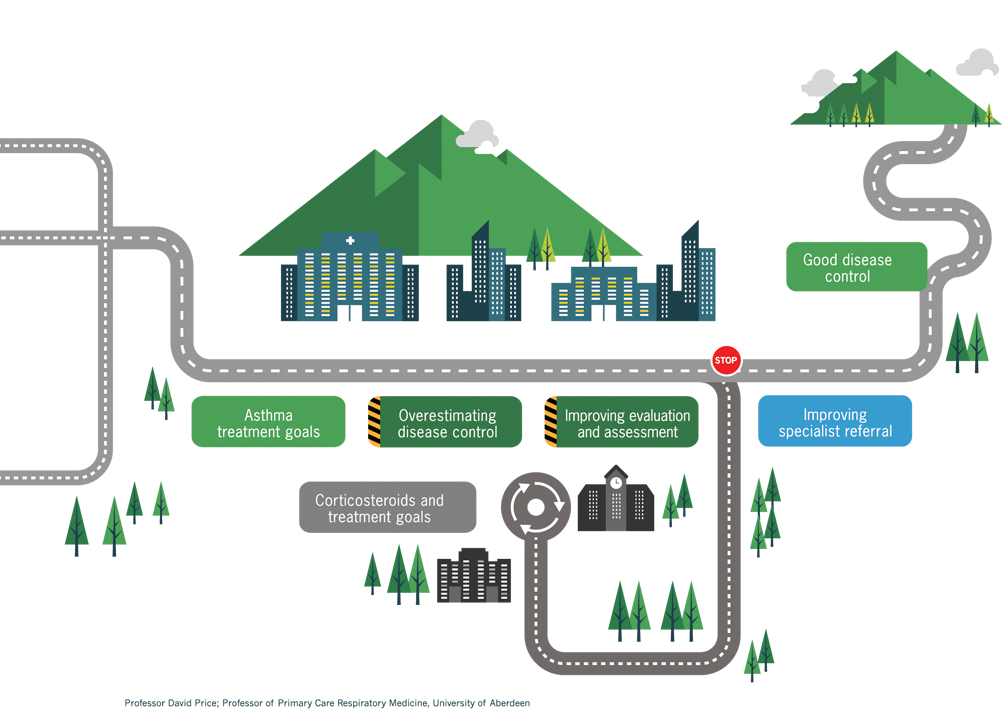 Good disease
control
STOP
Asthma
treatment goals
Overestimating
disease control
Improving evaluation
and assessment
Improving
specialist referral
Corticosteroids and
treatment goals
Professor David Price; Professor of Primary Care Respiratory Medicine, University of Aberdeen